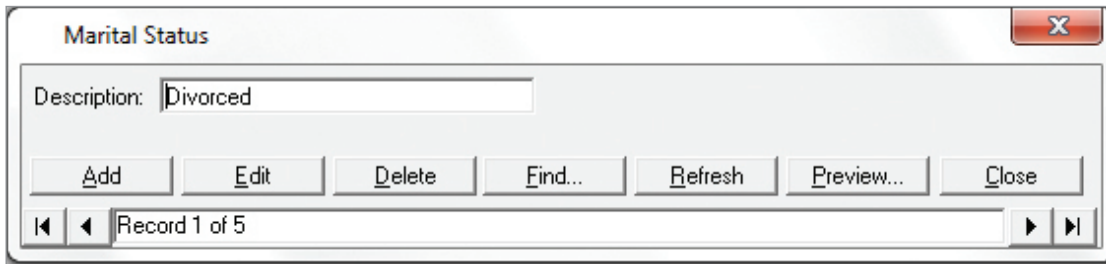 Marital Status
Description: Divorced
Add Edit Delete Find... Refresh Preview... Close
Record 1 of 5